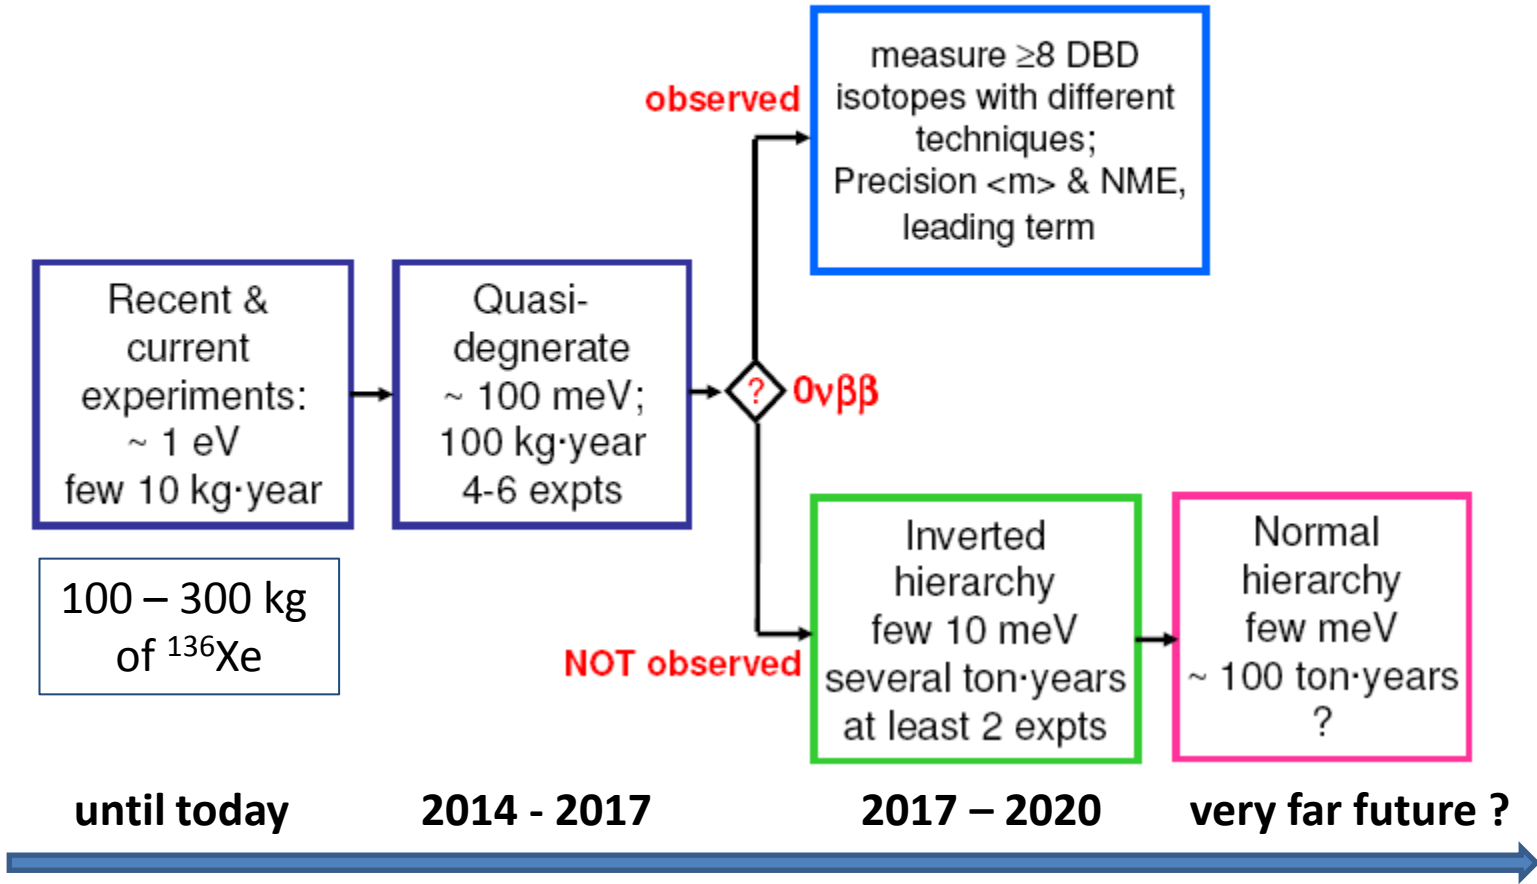 measure ≥8 DBD
isotopes with different
techniques;
Precision <m> & NME,
leading term
observed
Recent &
current
experiments:
~ 1 eV
few 10 kg·year
Quasi-
degnerate
~ 100 meV;
100 kg·year
4-6 expts
? 0νββ
100 – 300 kg
of ¹³⁶Xe
NOT observed
Inverted
hierarchy
few 10 meV
several ton·years
at least 2 expts
Normal
hierarchy
few meV
~ 100 ton·years
?
until today
2014 - 2017
2017 – 2020
very far future ?